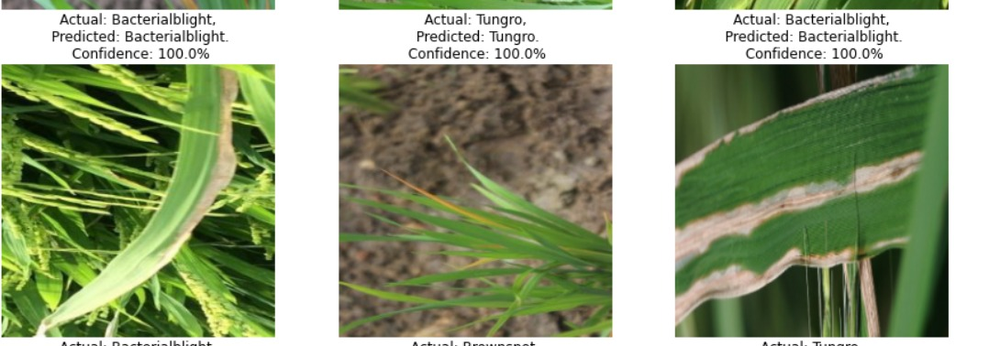 Actual: Bacterialblight,
Predicted: Bacterialblight.
Confidence: 100.0%
Actual: Tungro,
Predicted: Tungro.
Confidence: 100.0%
Actual: Bacterialblight,
Predicted: Bacterialblight.
Confidence: 100.0%
Actual: Bacterialblight
Actual: Brownspot
Actual: Tungro